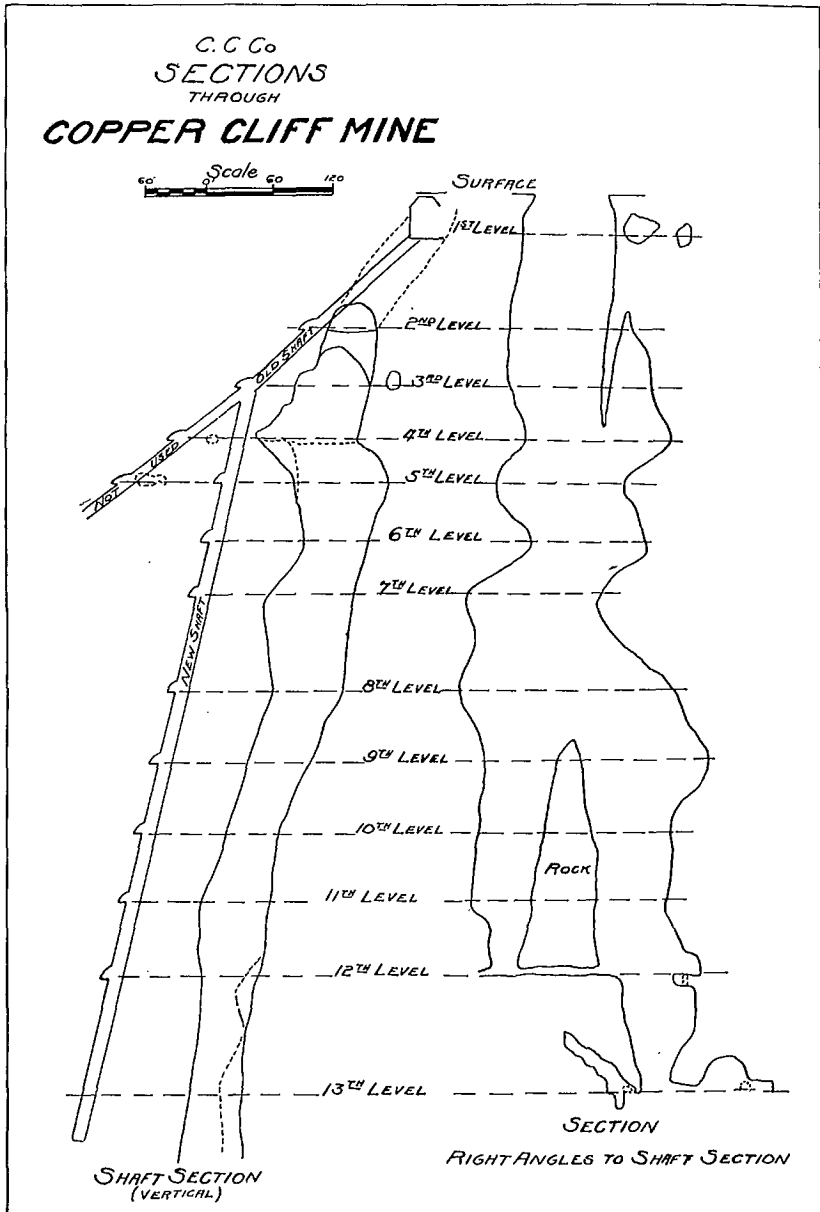 C. C Co
SECTIONS
THROUGH
COPPER CLIFF MINE
Scale
60' 0' 60 120
SURFACE
1ST LEVEL
2ND LEVEL
OLD SHAFT
3RD LEVEL
4TH LEVEL
NOT USED
5TH LEVEL
6TH LEVEL
7TH LEVEL
NEW SHAFT
8TH LEVEL
9TH LEVEL
10TH LEVEL
ROCK
11TH LEVEL
12TH LEVEL
13TH LEVEL
SHAFT SECTION
(VERTICAL)
SECTION
RIGHT ANGLES TO SHAFT SECTION